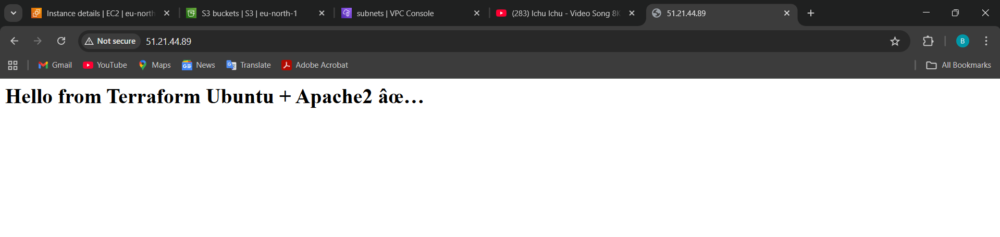 Instance details | EC2 | eu-north
S3 buckets | S3 | eu-north-1
subnets | VPC Console
(283) Ichu Ichu - Video Song 8K
51.21.44.89
Not secure
51.21.44.89
B
Gmail
YouTube
Maps
News
Translate
Adobe Acrobat
All Bookmarks
Hello from Terraform Ubuntu + Apache2 âœ…